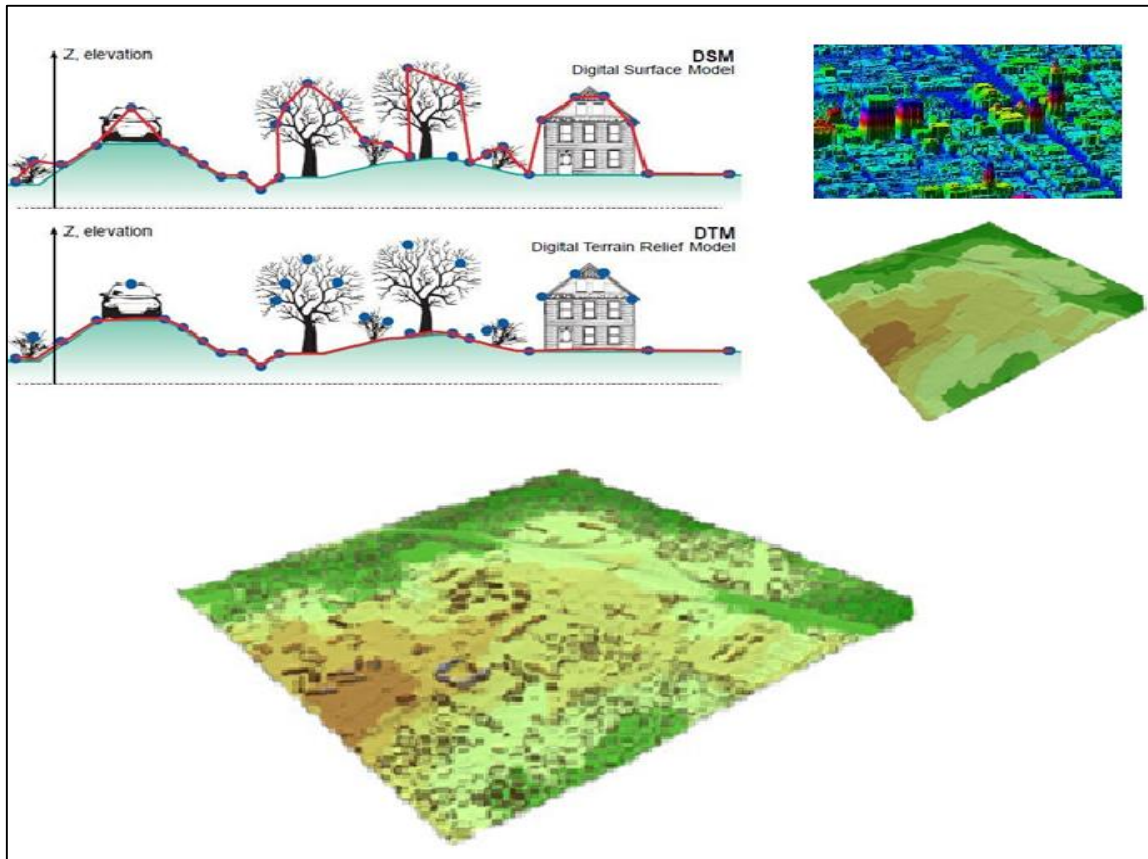 Z, elevation
DSM
Digital Surface Model
Z, elevation
DTM
Digital Terrain Relief Model